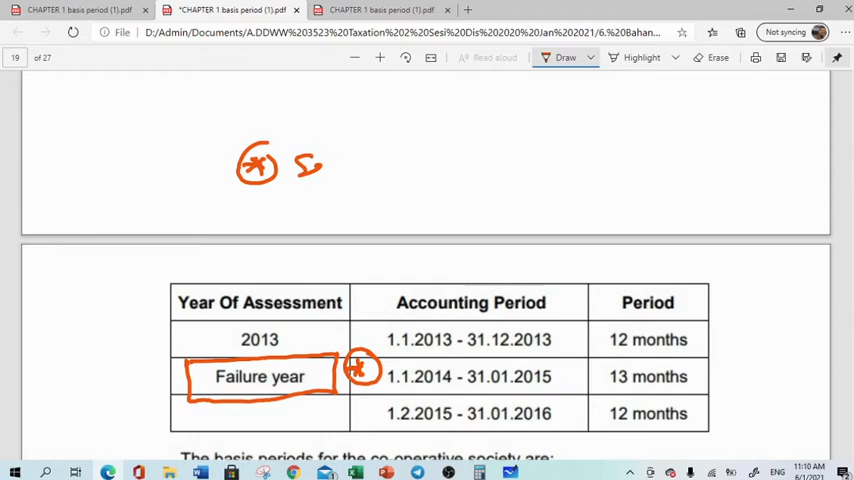 CHAPTER 1 basis period (1).pdf
*CHAPTER 1 basis period (1).pdf
CHAPTER 1 basis period (1).pdf
File
D:/Admin/Documents/A.DDWW%203523%20Taxation%202%20Sesi%20Dis%202020%20Jan%202021/6.%20Bahan...
Not syncing
19 of 27
Read aloud
Draw
Highlight
Erase
Year Of Assessment Accounting Period Period
2013 1.1.2013 - 31.12.2013 12 months
Failure year 1.1.2014 - 31.01.2015 13 months
1.2.2015 - 31.01.2016 12 months
The basis periods for the co-operative society are:
11:10 AM
6/1/2021